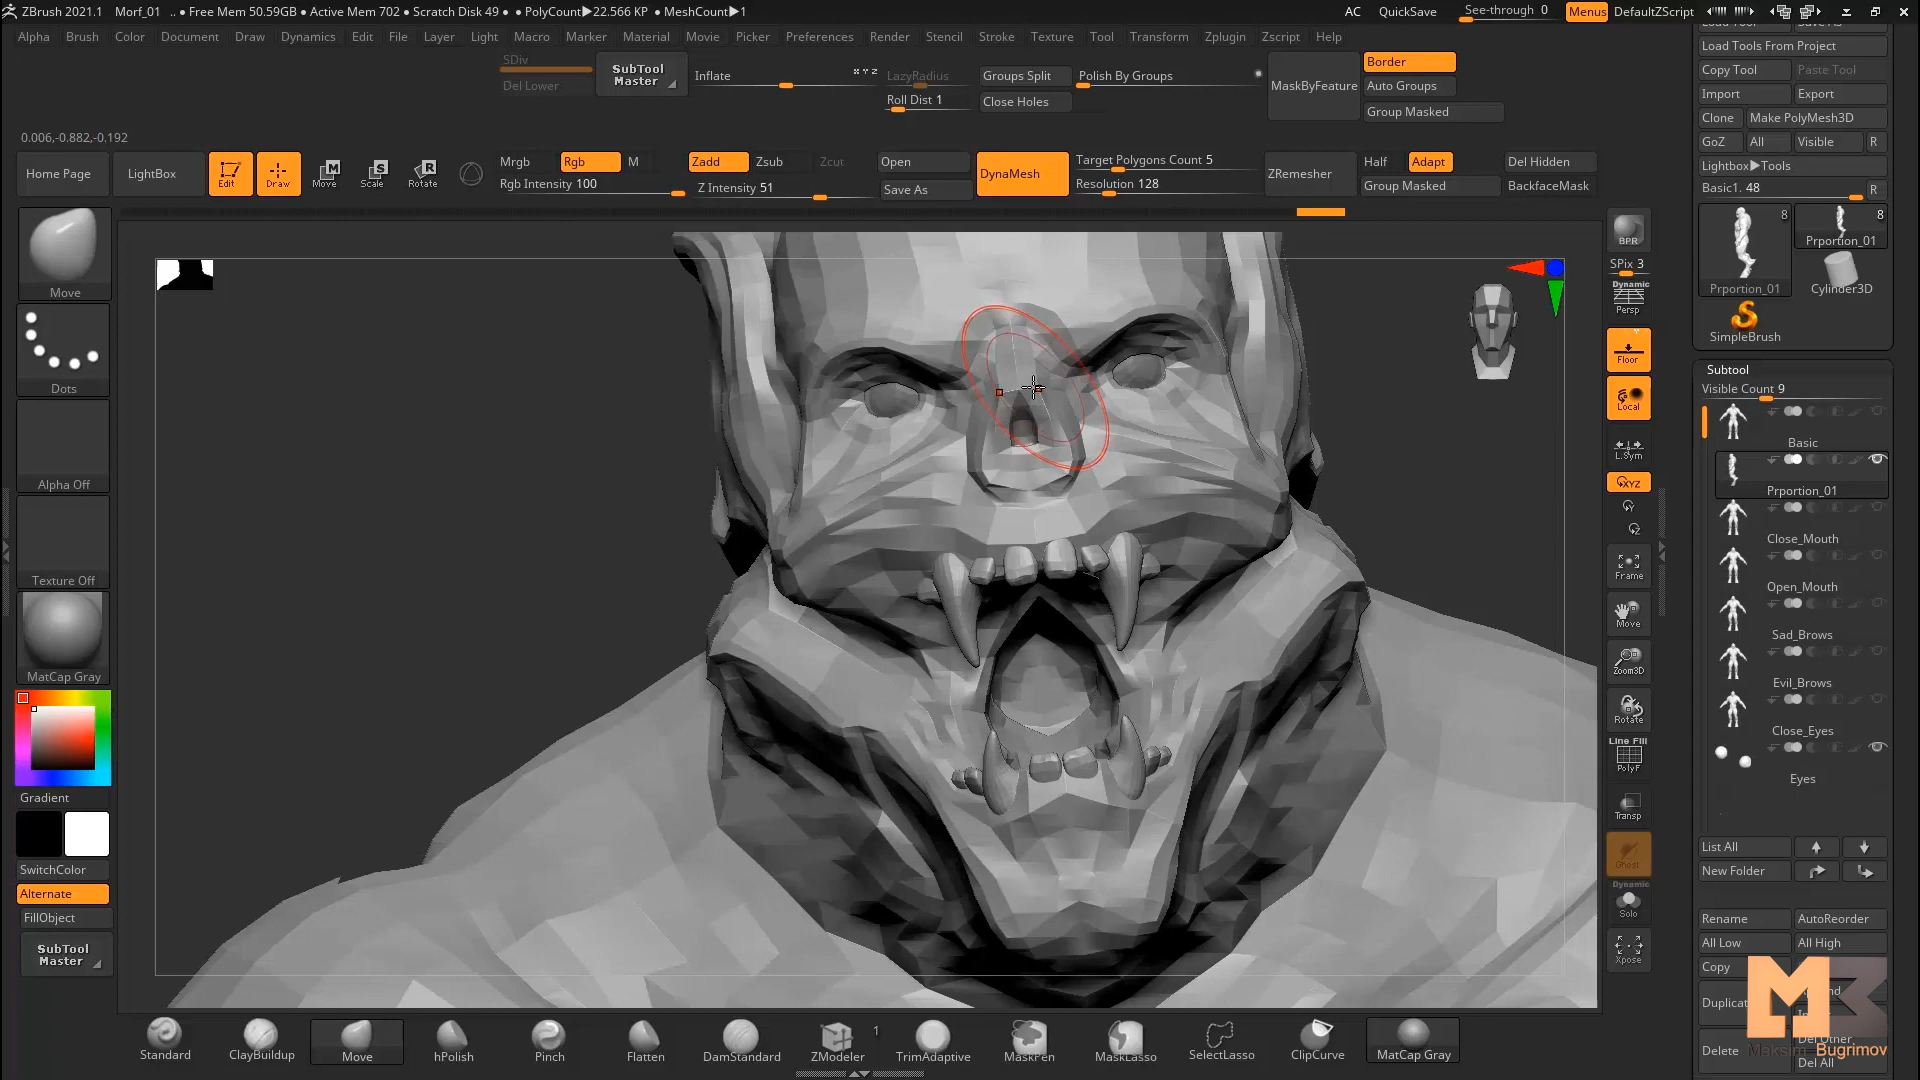 ZBrush 2021.1 Morf_01 .. • Free Mem 50.59GB • Active Mem 702 • Scratch Disk 49 • • PolyCount▶22.566 KP • MeshCount▶1
AC QuickSave See-through 0 Menus DefaultZScript
Alpha Brush Color Document Draw Dynamics Edit File Layer Light Macro Marker Material Movie Picker Preferences Render Stencil Stroke Texture Tool Transform Zplugin Zscript Help
SDiv
Del Lower
SubTool
Master
Inflate
X Y Z
LazyRadius
Roll Dist 1
Groups Split
Close Holes
Polish By Groups
MaskByFeature
Border
Auto Groups
Group Masked
0.006,-0.882,-0.192
Home Page
LightBox
Edit
Draw
Move
Scale
Rotate
Mrgb Rgb M
Rgb Intensity 100
Zadd Zsub Zcut
Z Intensity 51
Open
Save As
DynaMesh
Target Polygons Count 5
Resolution 128
ZRemesher
Half Adapt
Group Masked
Del Hidden
BackfaceMask
Move
Dots
Alpha Off
Texture Off
MatCap Gray
Gradient
SwitchColor
Alternate
FillObject
SubTool
Master
BPR
SPix 3
Dynamic
Persp
Floor
Local
L.Sym
XYZ
Frame
Move
Zoom3D
Rotate
Line Fill
PolyF
Transp
Ghost
Dynamic
Solo
Xpose
Load Tools From Project
Copy Tool Paste Tool
Import Export
Clone Make PolyMesh3D
GoZ All Visible R
Lightbox▶Tools
Basic1. 48 R
8
8
Prportion_01
Prportion_01
Cylinder3D
SimpleBrush
Subtool
Visible Count 9
Basic
Prportion_01
Close_Mouth
Open_Mouth
Sad_Brows
Evil_Brows
Close_Eyes
Eyes
List All
New Folder
Rename AutoReorder
All Low All High
Copy
Duplicat
Delete
Del Other
Del All
Maksim Bugrimov
Standard
ClayBuildup
Move
hPolish
Pinch
Flatten
DamStandard
ZModeler
1
TrimAdaptive
MaskPen
MaskLasso
SelectLasso
ClipCurve
MatCap Gray